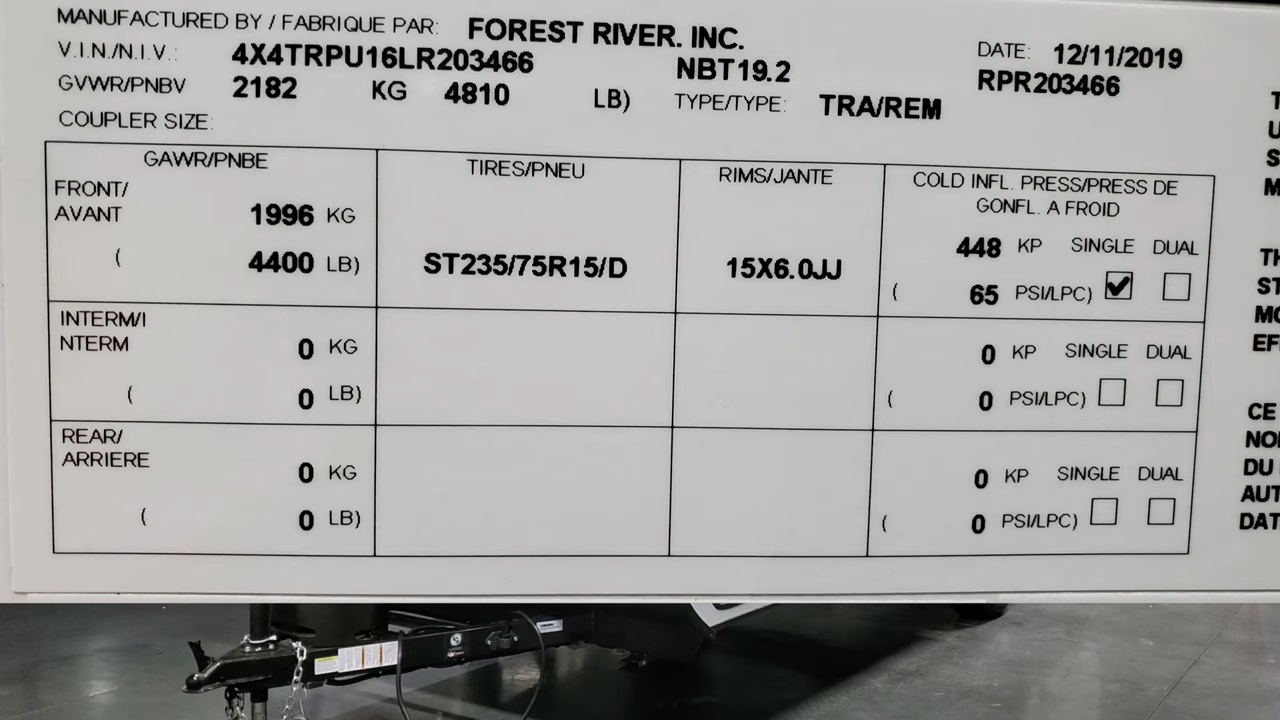 MANUFACTURED BY / FABRIQUE PAR: FOREST RIVER. INC.
V.I.N./N.I.V.: 4X4TRPU16LR203466 NBT19.2 DATE: 12/11/2019
GVWR/PNBV 2182 KG 4810 LB) TYPE/TYPE: TRA/REM RPR203466
COUPLER SIZE:
GAWR/PNBE TIRES/PNEU RIMS/JANTE COLD INFL. PRESS/PRESS DE
GONFL. A FROID
FRONT/
AVANT 1996 KG 448 KP SINGLE DUAL
( 4400 LB) ST235/75R15/D 15X6.0JJ ( 65 PSI/LPC)
INTERM/I
NTERM 0 KG 0 KP SINGLE DUAL
( 0 LB) ( 0 PSI/LPC)
REAR/
ARRIERE 0 KG 0 KP SINGLE DUAL
( 0 LB) ( 0 PSI/LPC)
CE
DU